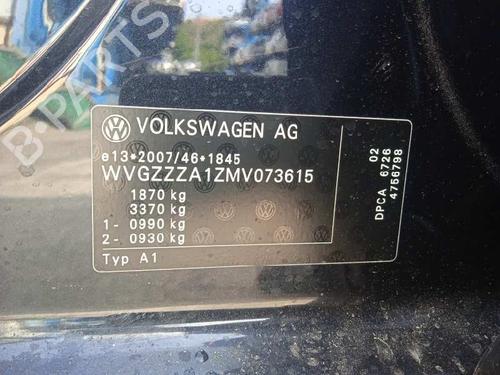 VOLKSWAGEN AG
e13*2007/46*1845
WVGZZZA1ZMV073615
1870 kg
3370 kg
1- 0990 kg
2- 0930 kg
Typ A1
02
DPCA 6726
4756798
B-PARTS